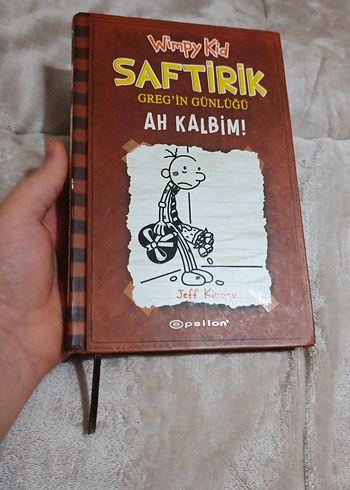 Wimpy Kid
SAFTİRİK
GREG'İN GÜNLÜĞÜ
AH KALBİM!
Jeff Kinney
epsilon